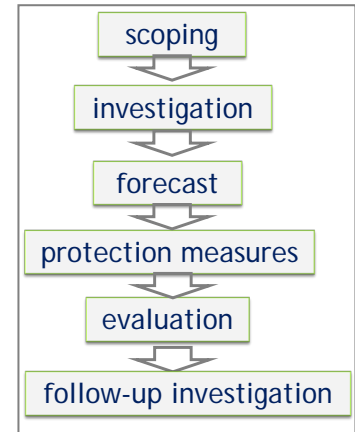 scoping
investigation
forecast
protection measures
evaluation
follow-up investigation